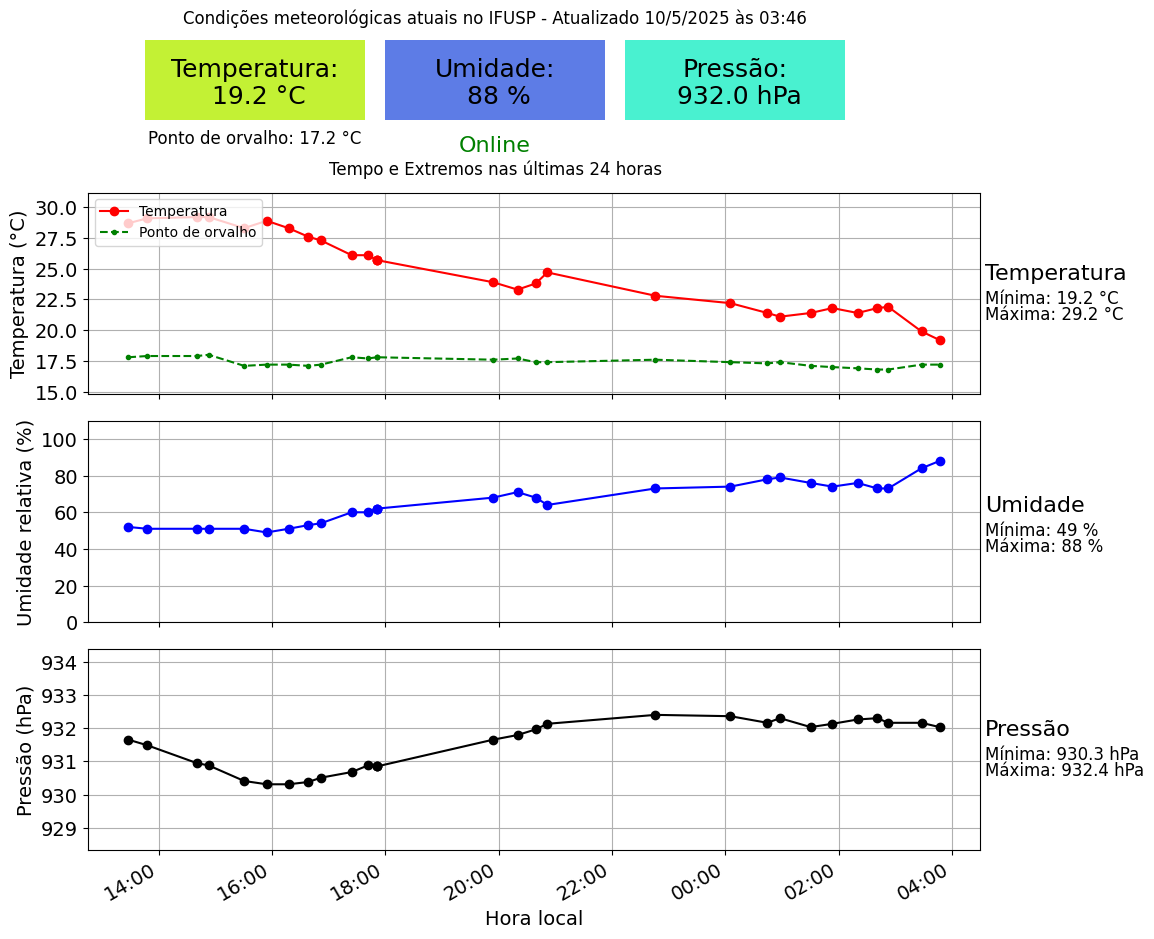 Condições meteorológicas atuais no IFUSP - Atualizado 10/5/2025 às 03:46
Temperatura:
19.2 °C
Umidade:
88 %
Pressão:
932.0 hPa
Ponto de orvalho: 17.2 °C
Online
Tempo e Extremos nas últimas 24 horas
Temperatura (°C)
30.0
27.5
25.0
22.5
20.0
17.5
15.0
Temperatura
Ponto de orvalho
Temperatura
Mínima: 19.2 °C
Máxima: 29.2 °C
Umidade relativa (%)
100
80
60
40
20
0
Umidade
Mínima: 49 %
Máxima: 88 %
Pressão (hPa)
934
933
932
931
930
929
Pressão
Mínima: 930.3 hPa
Máxima: 932.4 hPa
14:00
16:00
18:00
20:00
22:00
00:00
02:00
04:00
Hora local